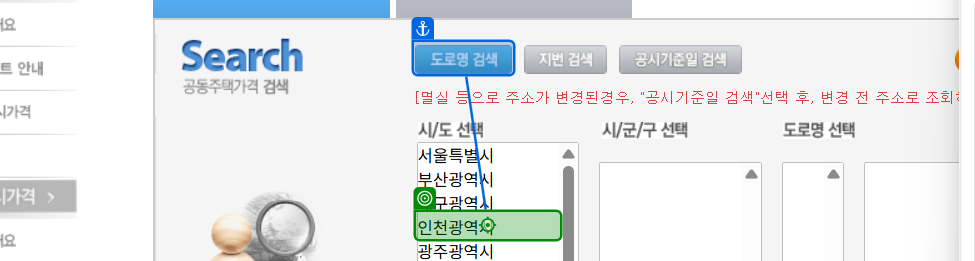 요
트 안내
시가격
시가격
요
Search
공동주택가격 검색
도로명 검색
지번 검색
공시기준일 검색
[멸실 등으로 주소가 변경된경우, "공시기준일 검색"선택 후, 변경 전 주소로 조회하
시/도 선택
시/군/구 선택
도로명 선택
서울특별시
부산광역시
구광역시
인천광역시
광주광역시